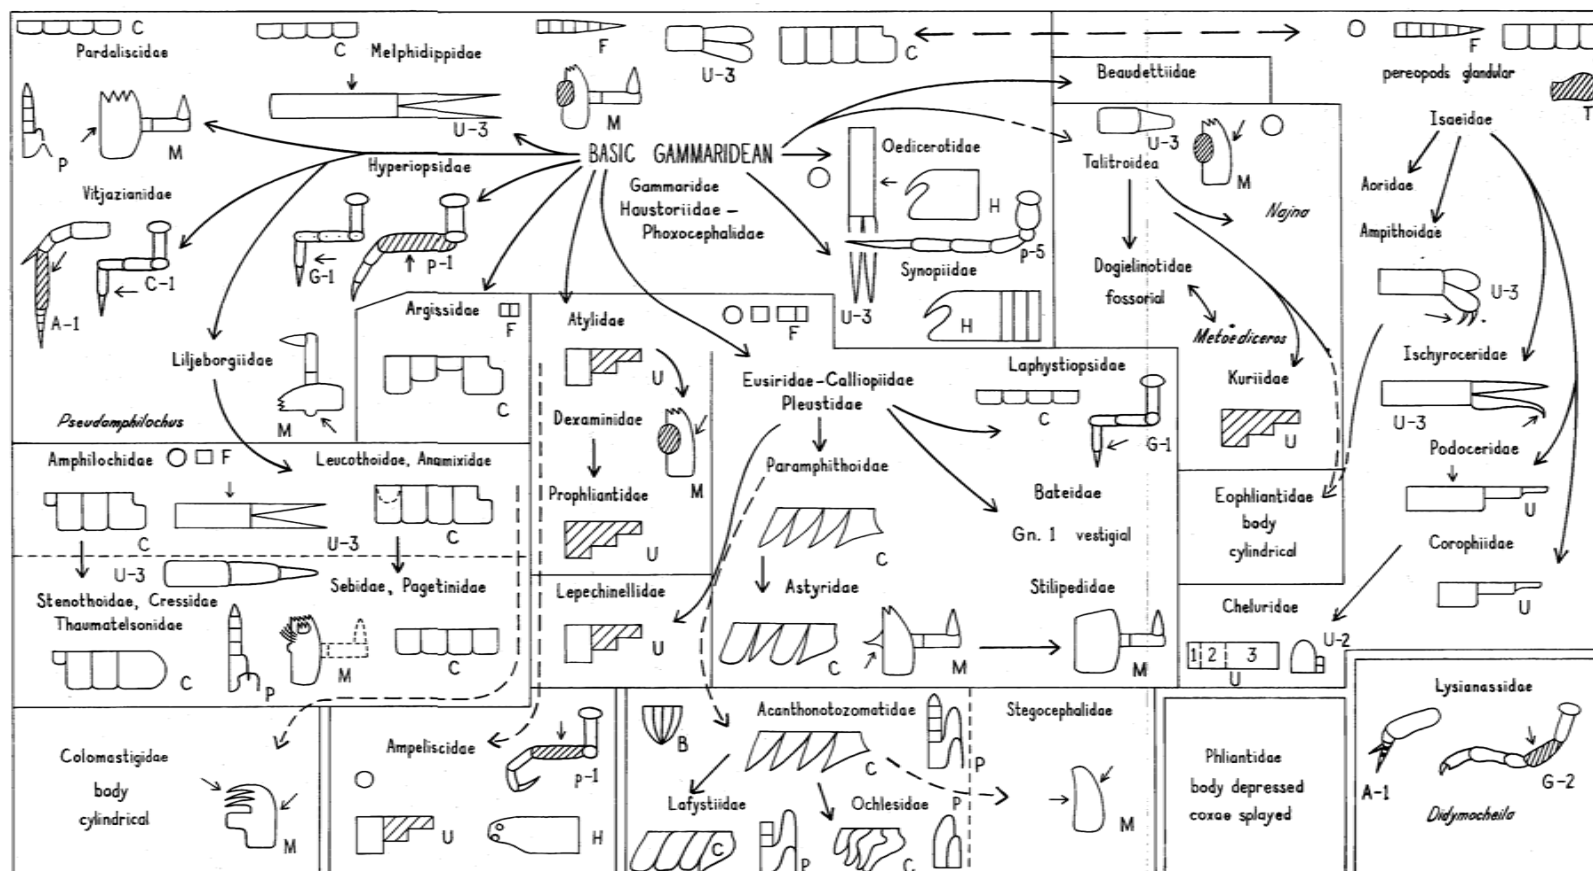 C
Pardaliscidae
C
Melphidippidae
F
U-3
C
F
pereopods glandular
T
Beaudettiidae
P
M
U-3
M
BASIC GAMMARIDEAN
Hyperiopsidae
Gammaridae
Haustoriidae –
Phoxocephalidae
Oedicerotidae
H
U-3
Talitroidea
M
Najna
Isaeidae
Aoridae
Ampithoidae
Vitjazianidae
A-1
C-1
G-1
P-1
P-5
Synopiidae
U-3
H
Dogielinotidae
fossorial
Metoediceros
U-3
Argissidae
F
C
Atylidae
F
U
Liljeborgiidae
M
Pseudamphilochus
Dexaminidae
M
Eusiridae-Calliopiidae
Pleustidae
Laphystiopsidae
C
G-1
Kuriidae
U
Ischyroceridae
U-3
Podoceridae
U
Amphilochidae
F
C
U-3
Leucothoidae, Anamixidae
C
Prophliantidae
U
Paramphithoidae
C
Bateidae
Gn. 1 vestigial
Eophliantidae
body
cylindrical
Corophiidae
U
U-3
Stenothoidae, Cressidae
Thaumatelsonidae
C
P
M
Sebidae, Pagetinidae
C
Lepechinellidae
U
Astyridae
C
M
Stilipedidae
M
Cheluridae
U-2
1 2 3
U
Colomastigidae
body
cylindrical
M
Ampeliscidae
P-1
U
H
B
Acanthonotozomatidae
C
P
Lafystiidae
C
P
Ochlesidae
C
P
Stegocephalidae
M
Phliantidae
body depressed
coxae splayed
Lysianassidae
A-1
G-2
Didymocheila